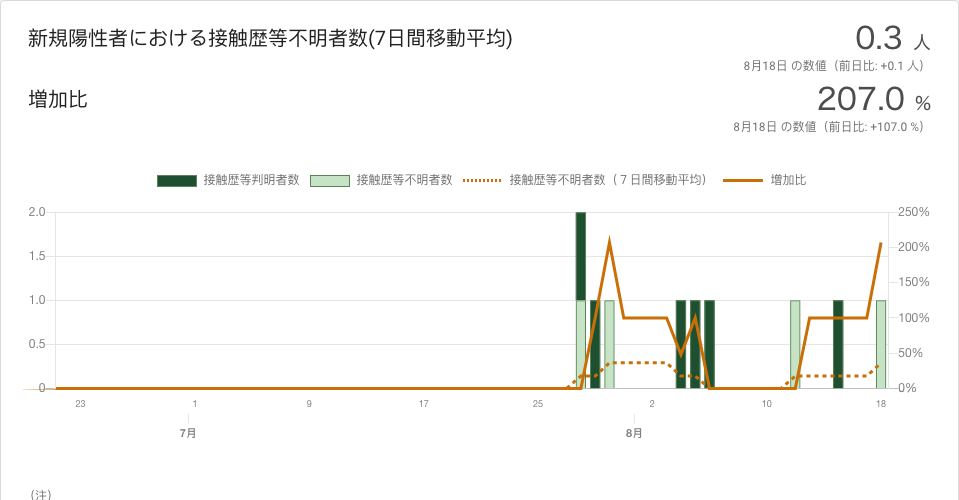 新規陽性者における接触歴等不明者数(7日間移動平均)
0.3 人
8月18日 の数値（前日比: +0.1 人）
増加比
207.0 %
8月18日 の数値（前日比: +107.0 %）
接触歴等判明者数 接触歴等不明者数 接触歴等不明者数（７日間移動平均） 増加比
2.0 250%
200%
1.5
150%
1.0 100%
0.5 50%
0 0%
23 1 9 17 25 2 10 18
7月 8月
（注）